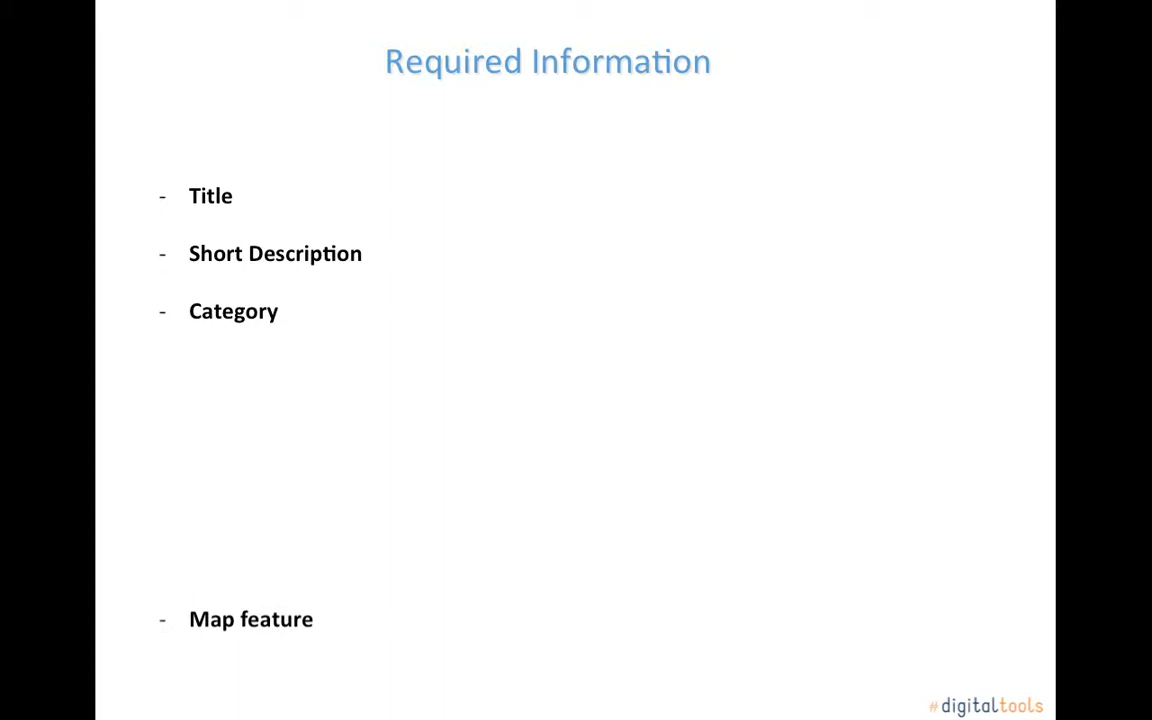 Required Information
- Title
- Short Description
- Category
- Map feature
#digitaltools